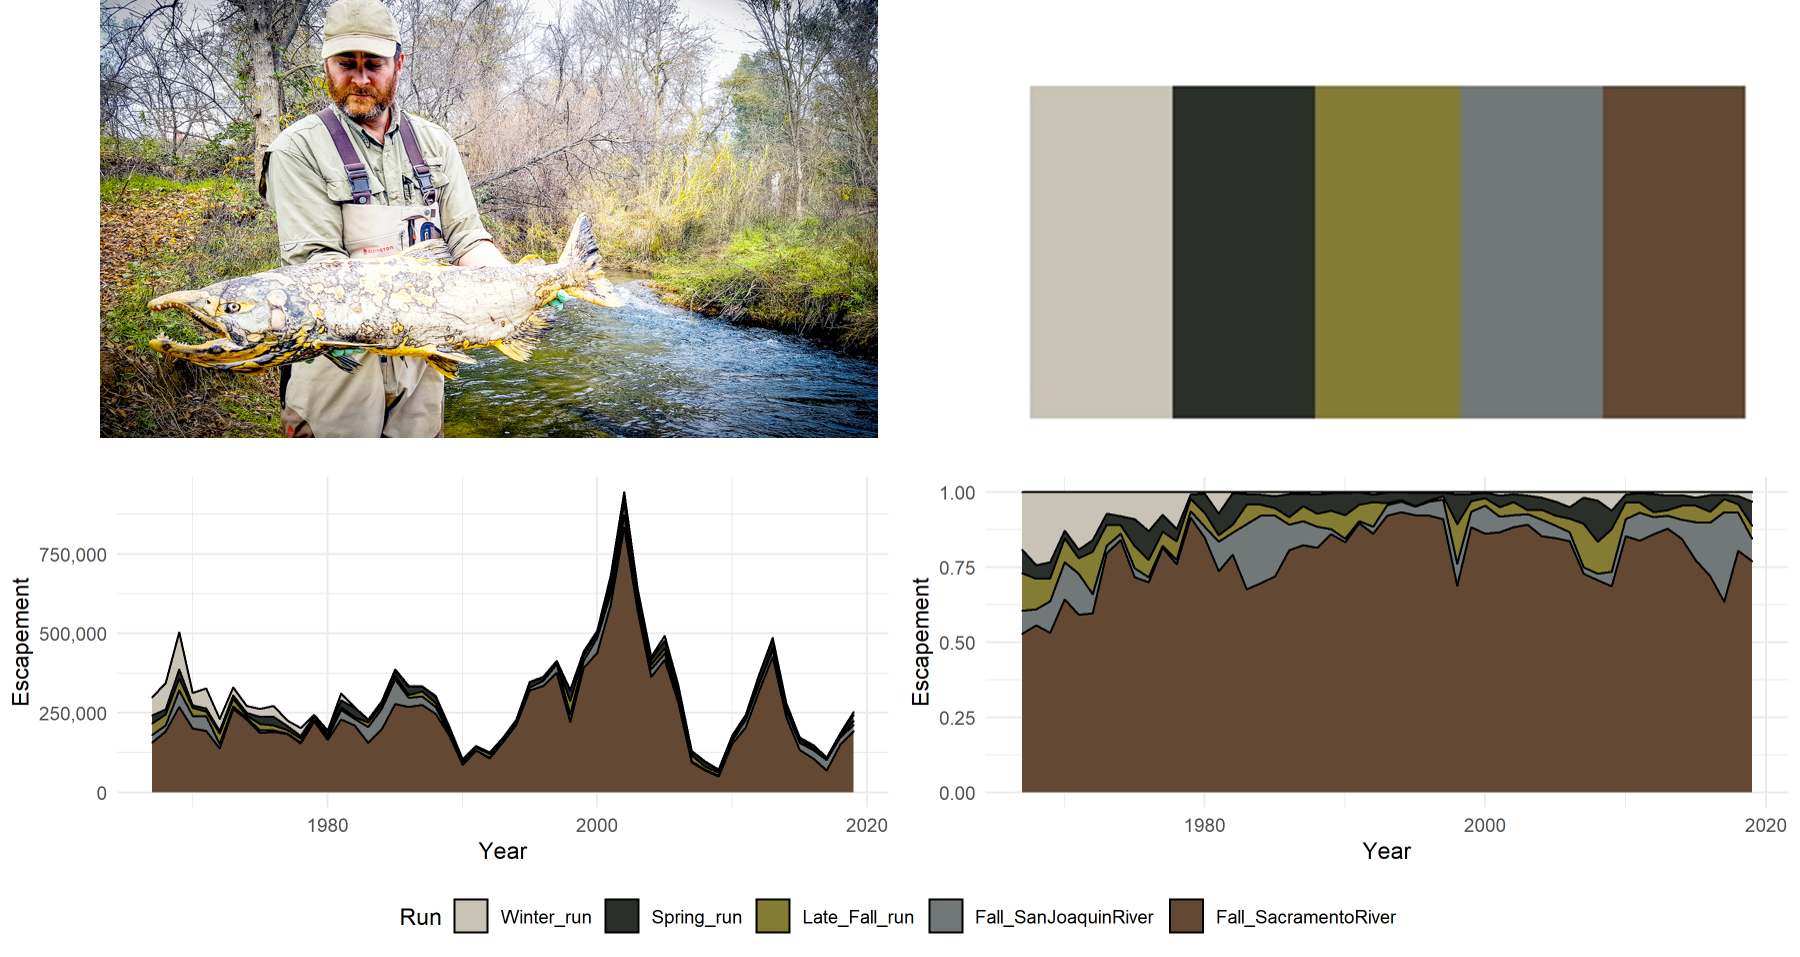 Escapement
750,000
500,000
250,000
0
1980
2000
2020
Year
Escapement
1.00
0.75
0.50
0.25
0.00
1980
2000
2020
Year
Run
Winter_run
Spring_run
Late_Fall_run
Fall_SanJoaquinRiver
Fall_SacramentoRiver